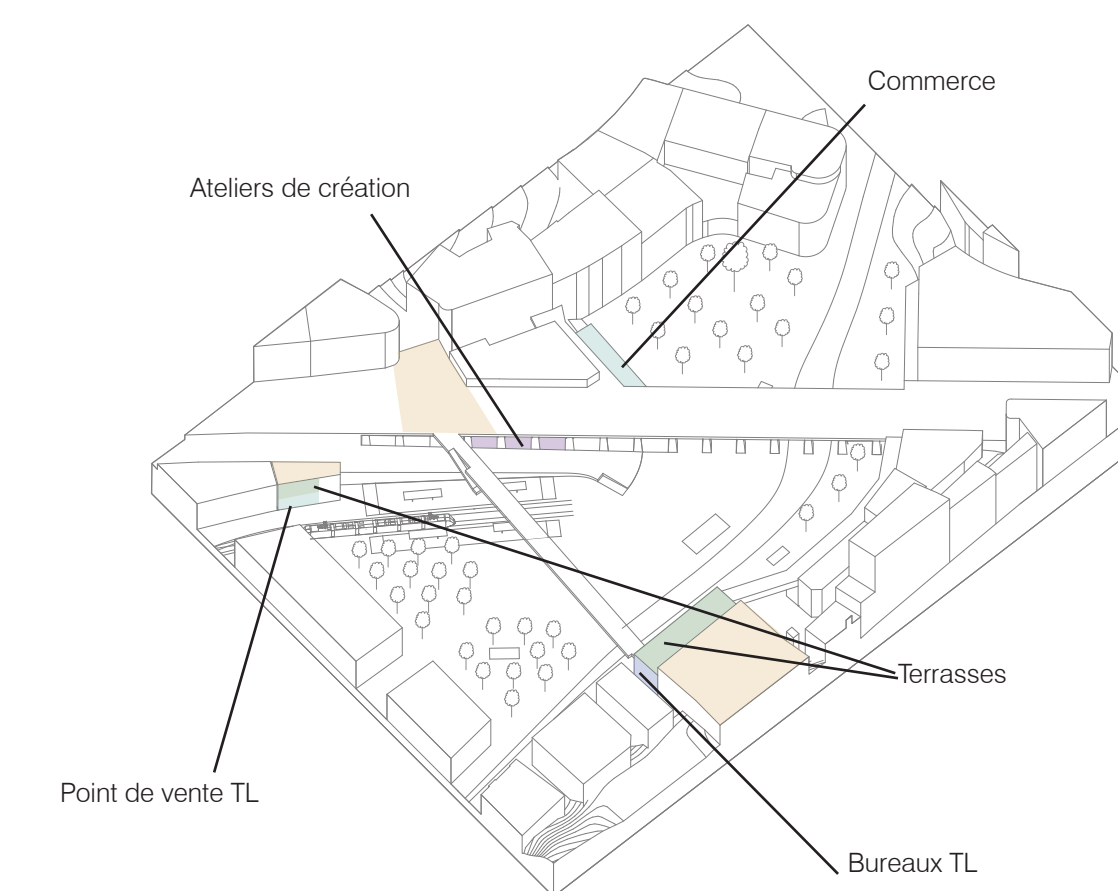 Commerce
Ateliers de création
Terrasses
Point de vente TL
Bureaux TL